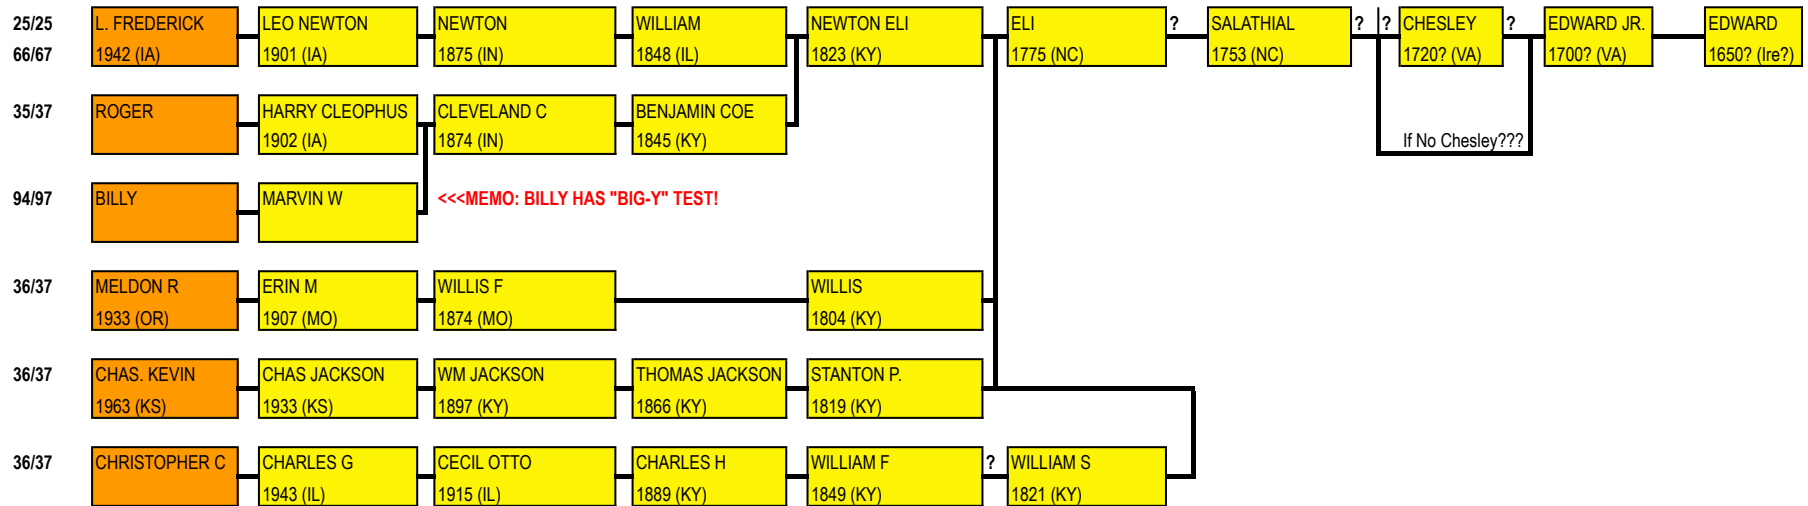 25/25 L. FREDERICK LEO NEWTON NEWTON WILLIAM NEWTON ELI ELI ? SALATHIAL ? ? CHESLEY ? EDWARD JR. EDWARD
66/67 1942 (IA) 1901 (IA) 1875 (IN) 1848 (IL) 1823 (KY) 1775 (NC) 1753 (NC) 1720? (VA) 1700? (VA) 1650? (Ire?)
35/37 ROGER HARRY CLEOPHUS CLEVELAND C BENJAMIN COE
1902 (IA) 1874 (IN) 1845 (KY) If No Chesley???
94/97 BILLY MARVIN W <<<MEMO: BILLY HAS "BIG-Y" TEST!
36/37 MELDON R ERIN M WILLIS F WILLIS
1933 (OR) 1907 (MO) 1874 (MO) 1804 (KY)
36/37 CHAS. KEVIN CHAS JACKSON WM JACKSON THOMAS JACKSON STANTON P.
1963 (KS) 1933 (KS) 1897 (KY) 1866 (KY) 1819 (KY)
36/37 CHRISTOPHER C CHARLES G CECIL OTTO CHARLES H WILLIAM F ? WILLIAM S
1943 (IL) 1915 (IL) 1889 (KY) 1849 (KY) 1821 (KY)